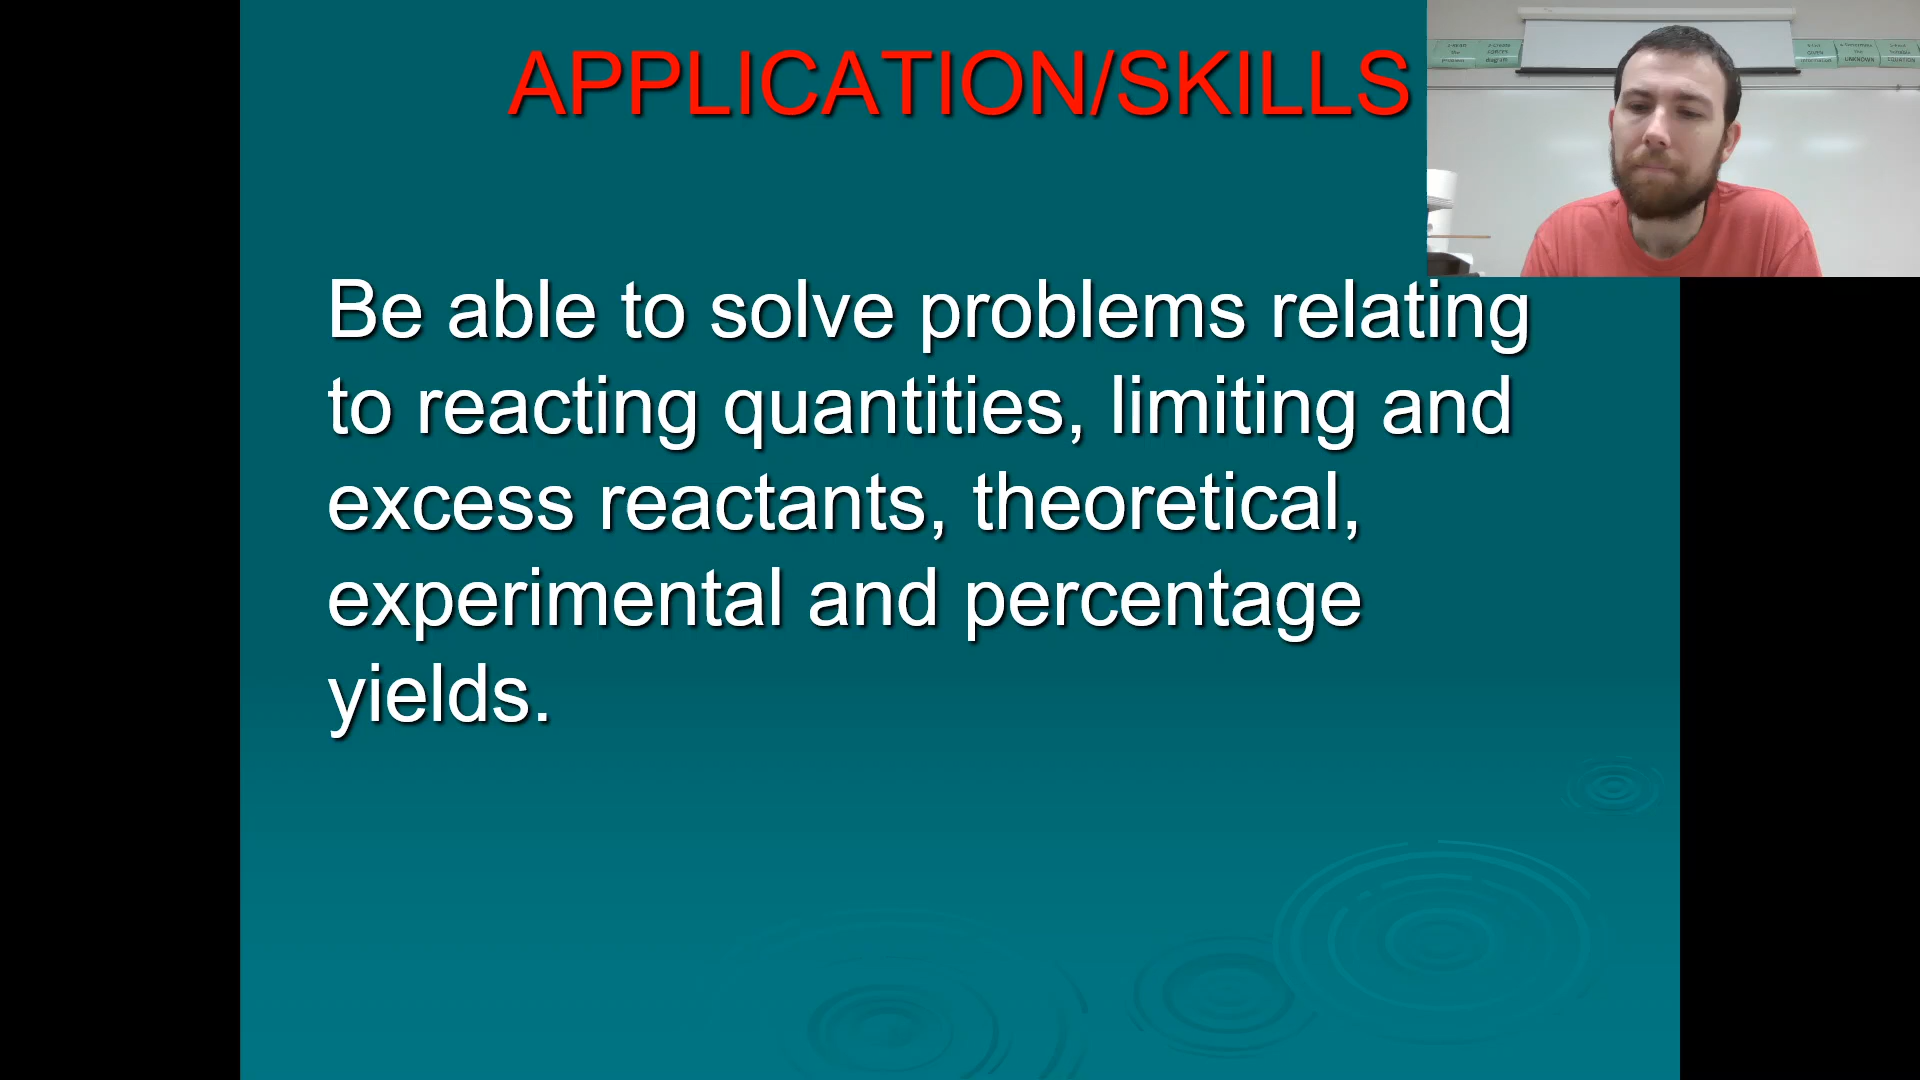 APPLICATION/SKILLS
Be able to solve problems relating
to reacting quantities, limiting and
excess reactants, theoretical,
experimental and percentage
yields.